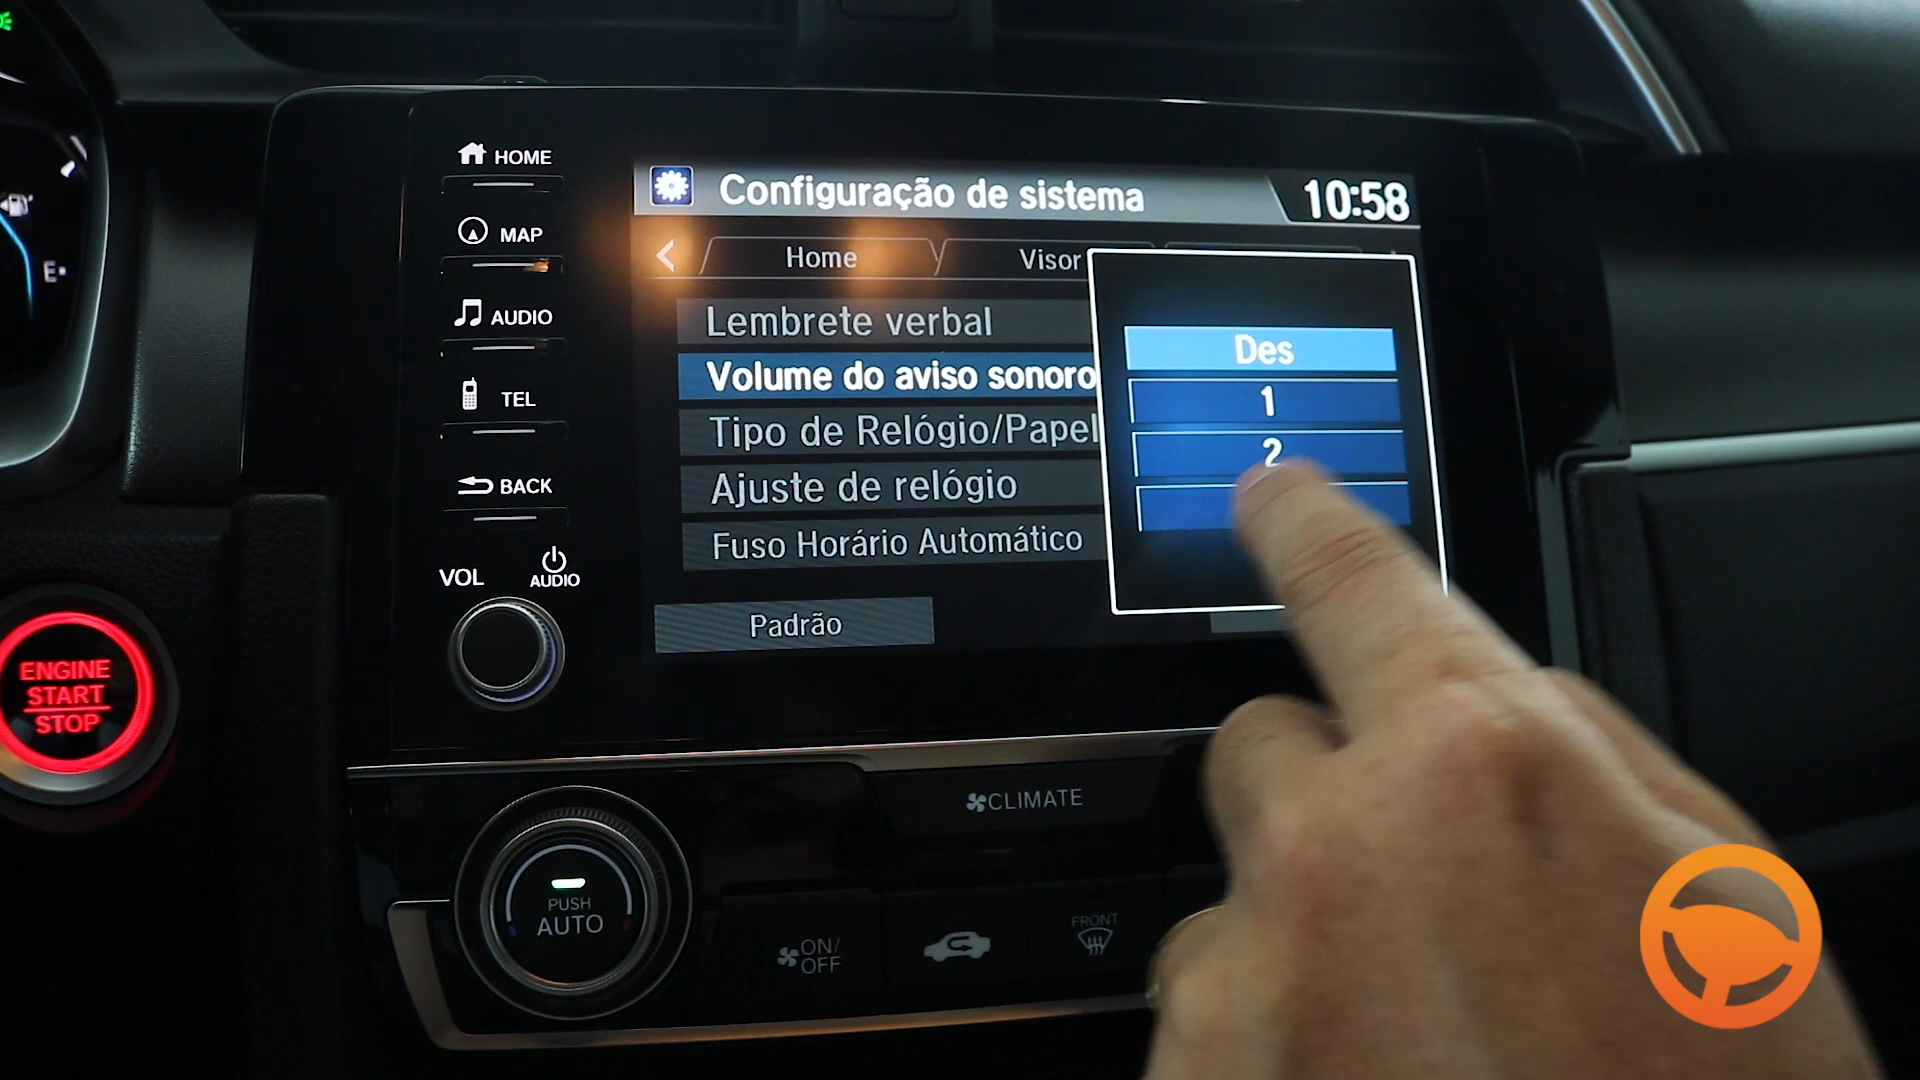 HOME
MAP
AUDIO
TEL
BACK
VOL
AUDIO
Configuração de sistema
10:58
Home
Visor
Lembrete verbal
Volume do aviso sonoro
Tipo de Relógio/Papel
Ajuste de relógio
Fuso Horário Automático
Padrão
Des
1
2
E
ENGINE
START
STOP
CLIMATE
PUSH
AUTO
ON/
OFF
FRONT